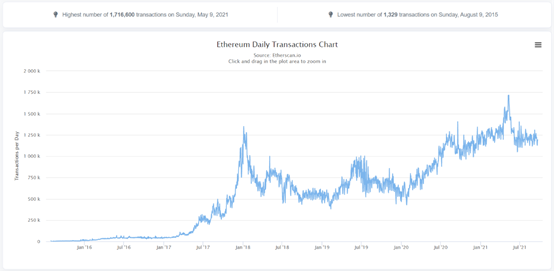 Highest number of 1,716,600 transactions on Sunday, May 9, 2021
Lowest number of 1,329 transactions on Sunday, August 9, 2015
Ethereum Daily Transactions Chart
Source: Etherscan.io
Click and drag in the plot area to zoom in
Transactions per Day
2 000 k
1 750 k
1 500 k
1 250 k
1 000 k
750 k
500 k
250 k
0
Jan '16 Jul '16 Jan '17 Jul '17 Jan '18 Jul '18 Jan '19 Jul '19 Jan '20 Jul '20 Jan '21 Jul '21